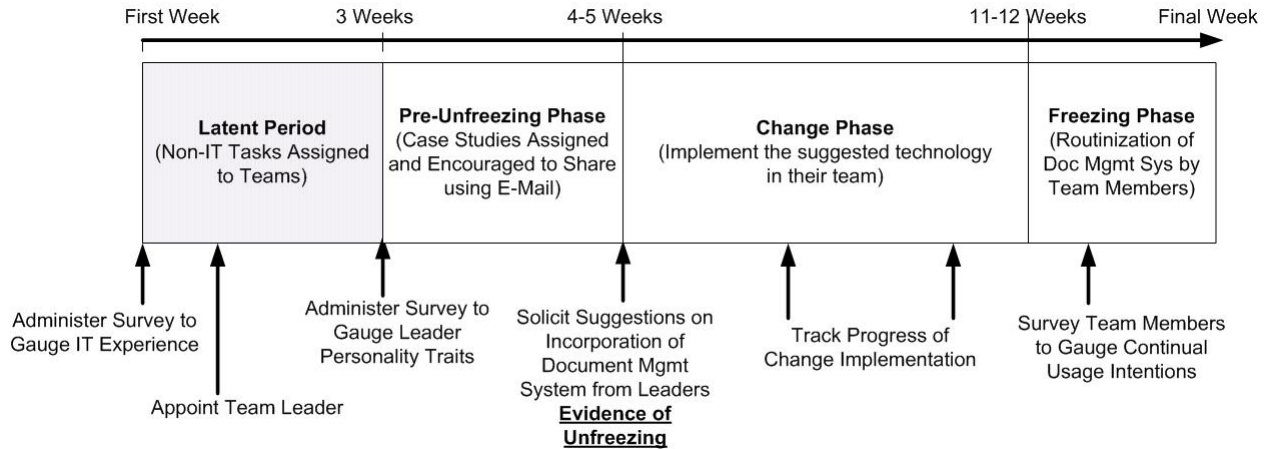 First Week
3 Weeks
4-5 Weeks
11-12 Weeks
Final Week
Latent Period
(Non-IT Tasks Assigned
to Teams)
Pre-Unfreezing Phase
(Case Studies Assigned
and Encouraged to Share
using E-Mail)
Change Phase
(Implement the suggested technology
in their team)
Freezing Phase
(Routinization of
Doc Mgmt Sys by
Team Members)
Administer Survey to
Gauge IT Experience
Appoint Team Leader
Administer Survey to
Gauge Leader
Personality Traits
Solicit Suggestions on
Incorporation of
Document Mgmt
System from Leaders
Evidence of
Unfreezing
Track Progress of
Change Implementation
Survey Team Members
to Gauge Continual
Usage Intentions